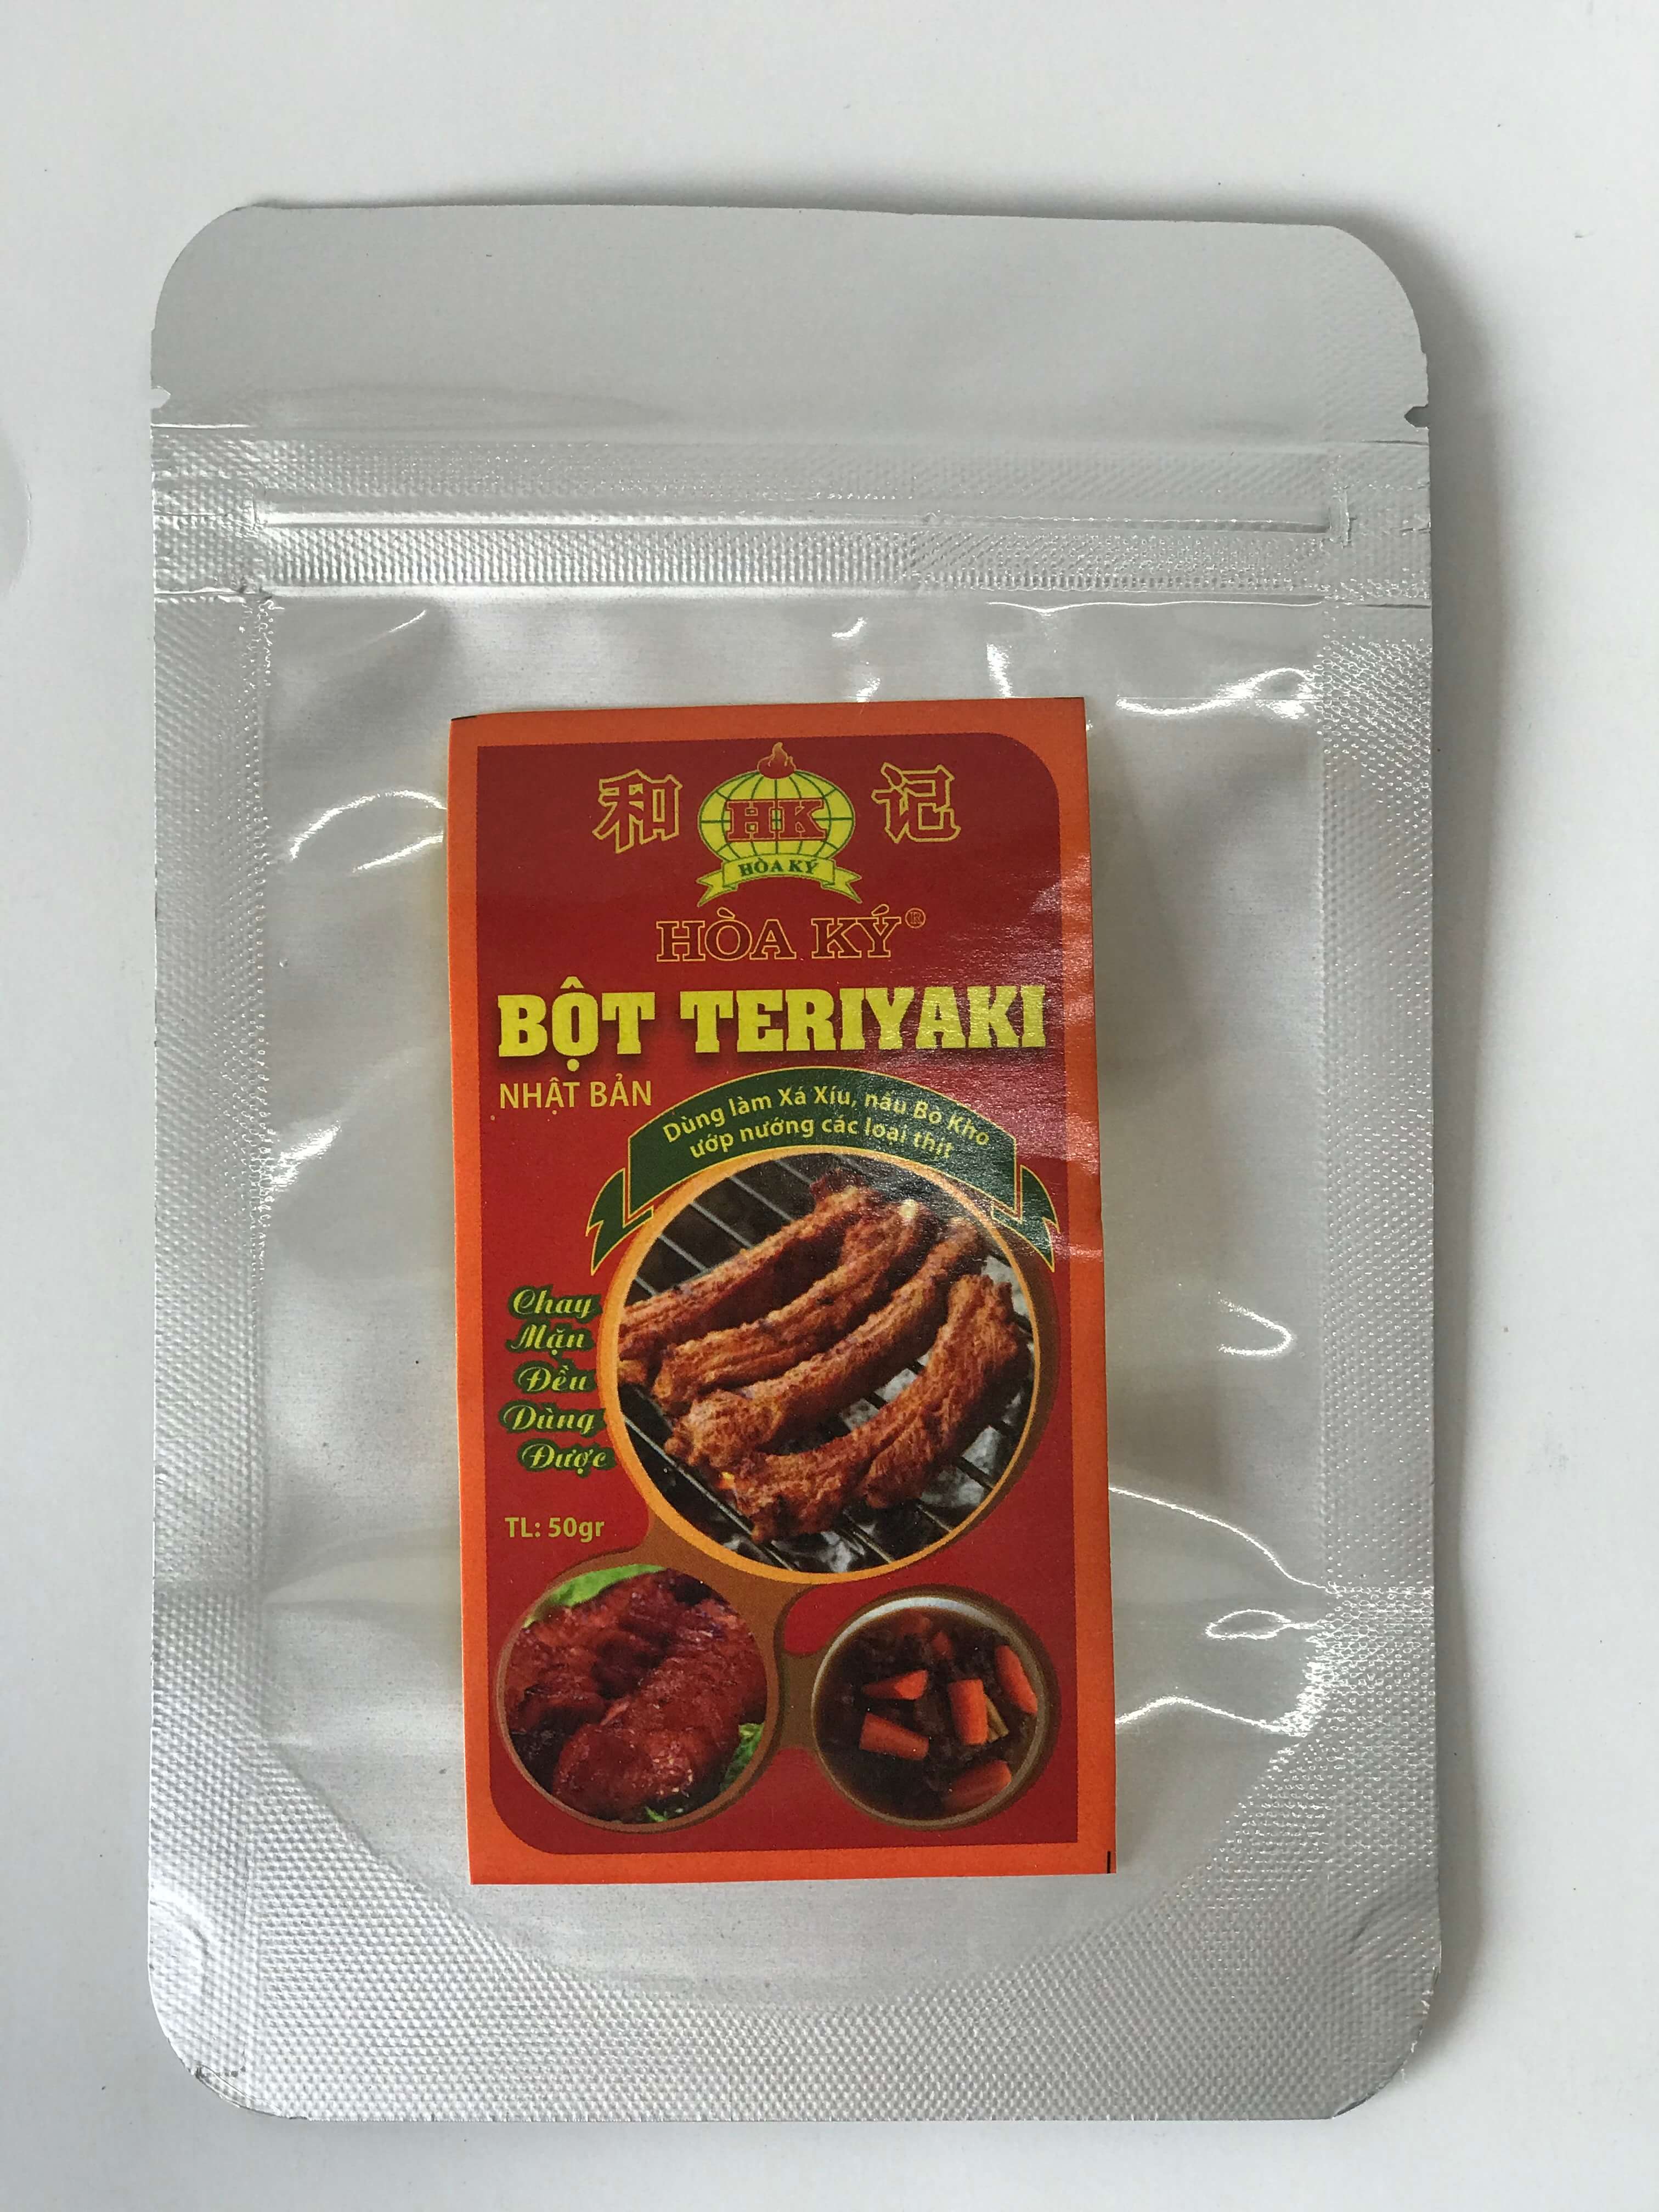 和 HK 记
HÒA KÝ
HÒA KÝ®
BỘT TERIYAKI
NHẬT BẢN
Dùng làm Xá Xíu, nấu Bò Kho
ướp nướng các loại thịt
Chay
Mặn
Đều
Dùng
Được
TL: 50gr